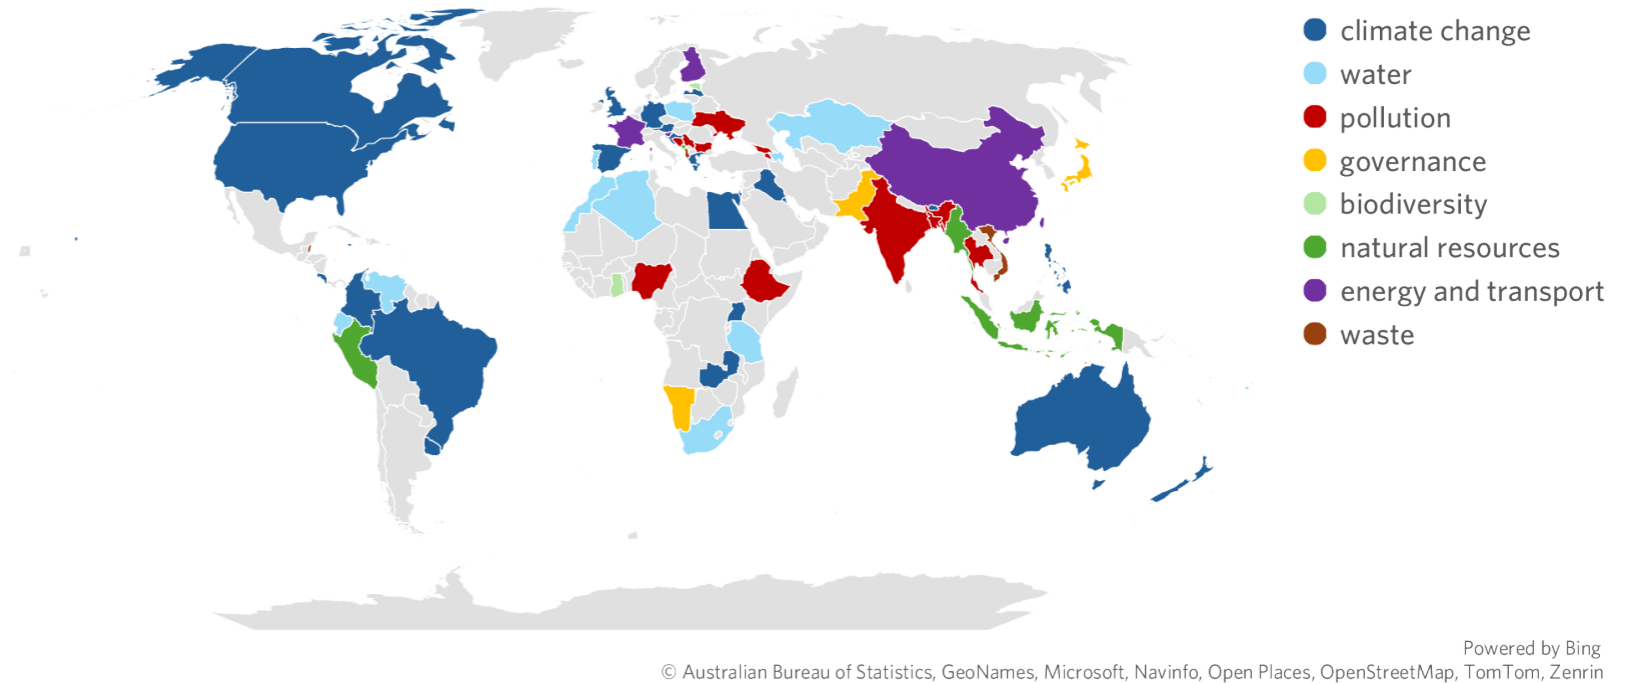 climate change
water
pollution
governance
biodiversity
natural resources
energy and transport
waste
Powered by Bing
© Australian Bureau of Statistics, GeoNames, Microsoft, Navinfo, Open Places, OpenStreetMap, TomTom, Zenrin